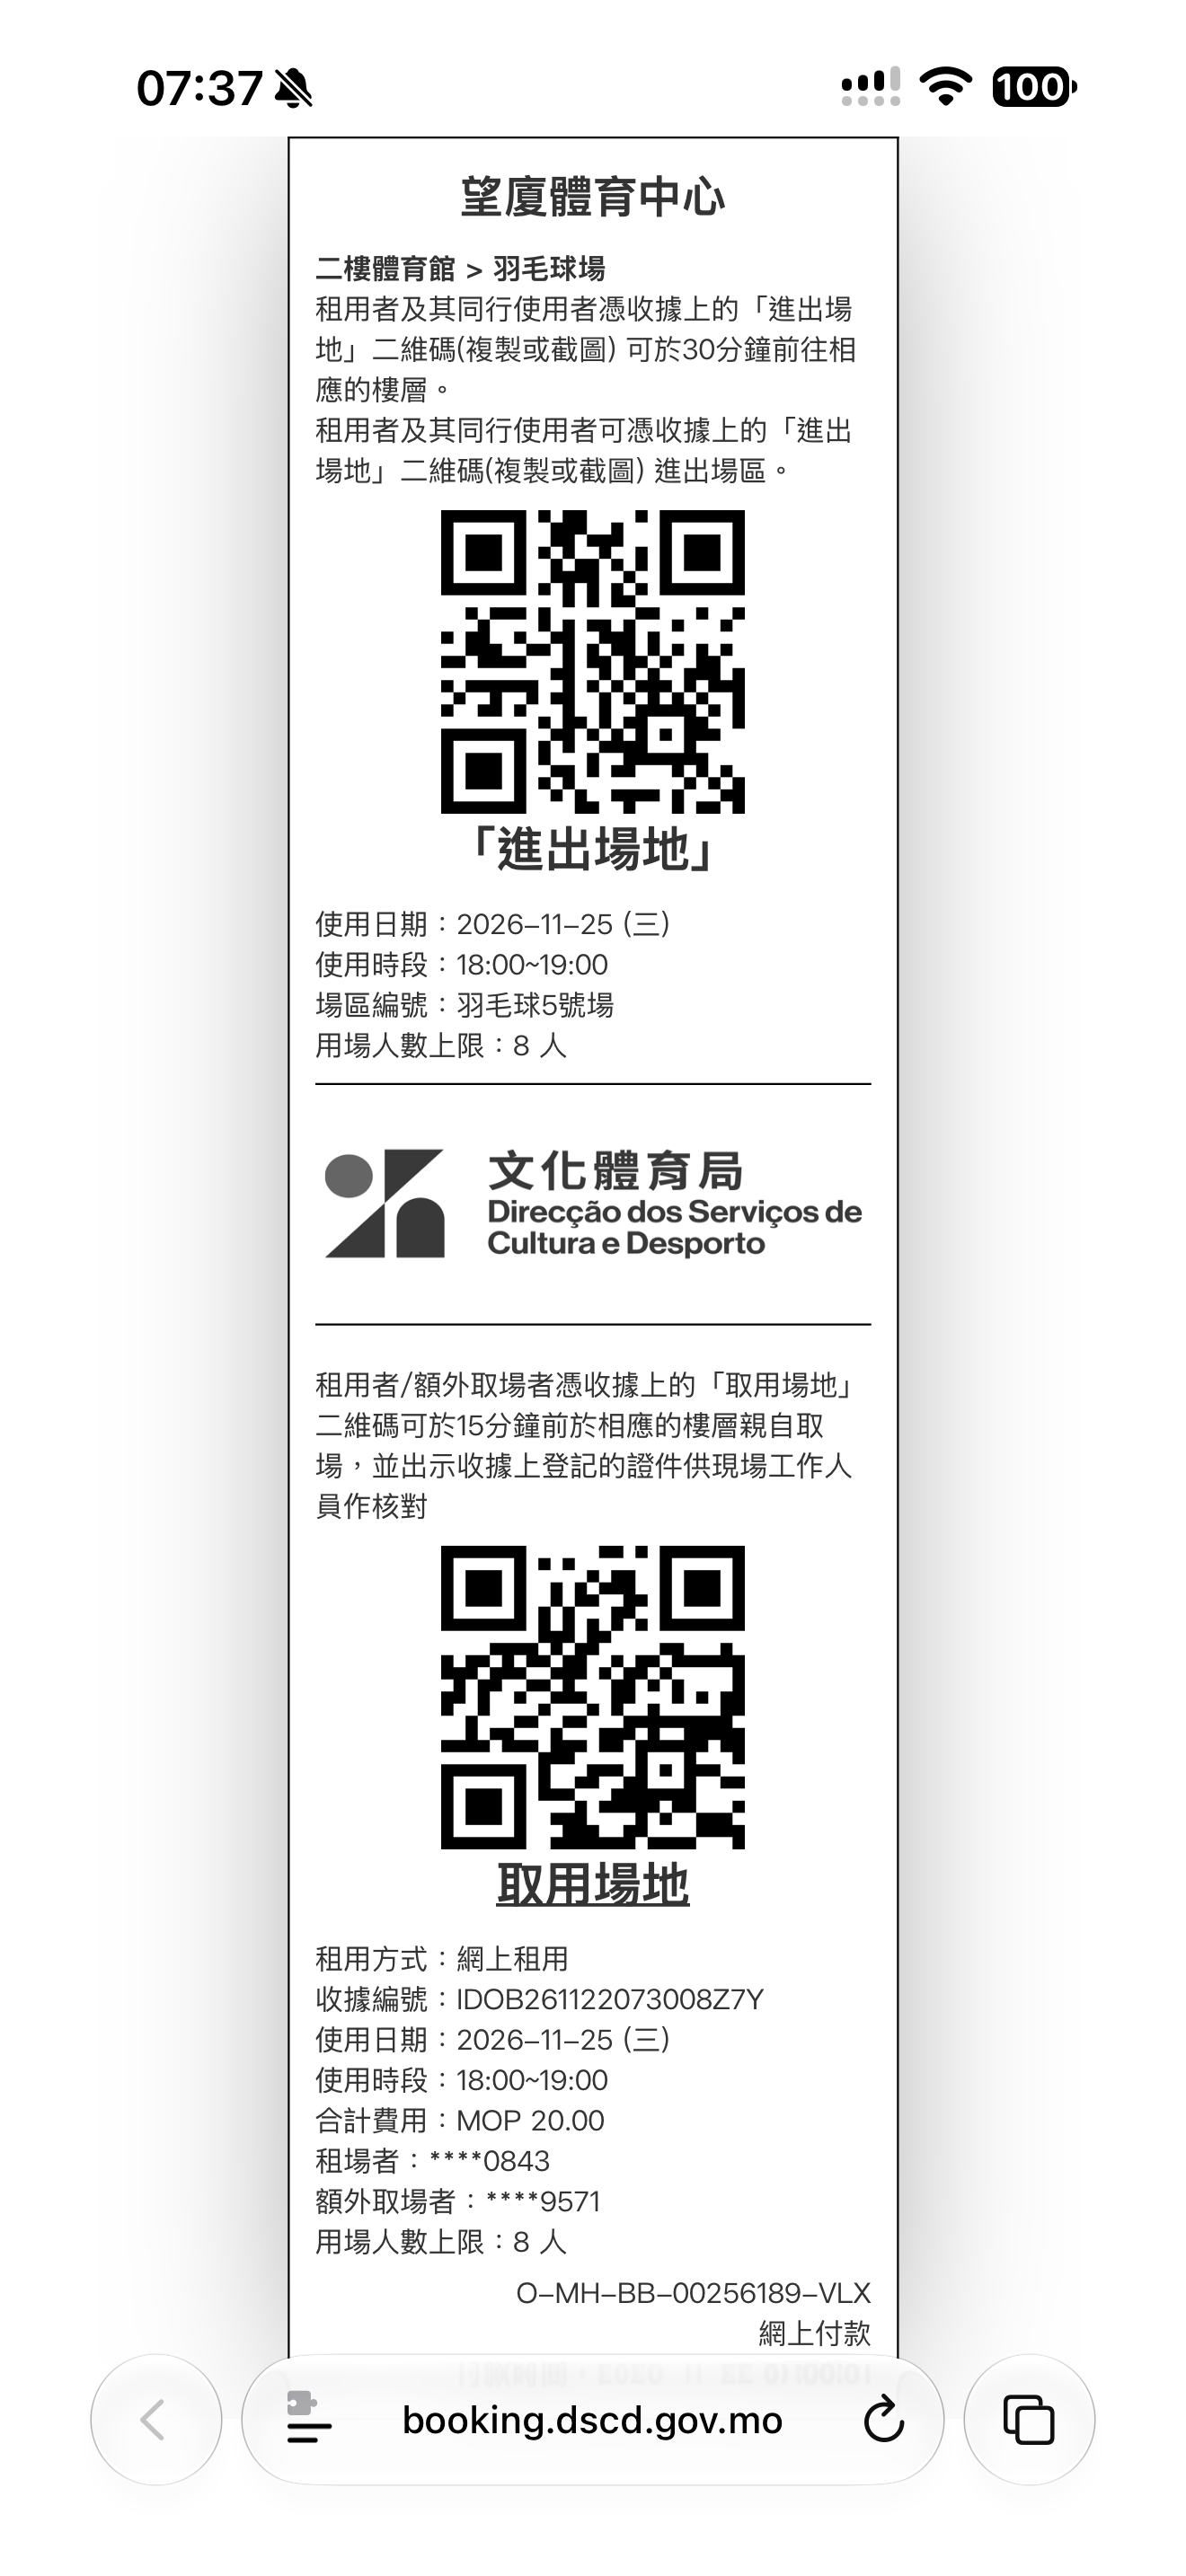 07:37
100
望廈體育中心
二樓體育館 > 羽毛球場
租用者及其同行使用者憑收據上的「進出場
地」二維碼(複製或截圖) 可於30分鐘前往相
應的樓層。
租用者及其同行使用者可憑收據上的「進出
場地」二維碼(複製或截圖) 進出場區。
「進出場地」
使用日期：2026-11-25 (三)
使用時段：18:00~19:00
場區編號：羽毛球5號場
用場人數上限：8 人
文化體育局
Direcção dos Serviços de
Cultura e Desporto
租用者/額外取場者憑收據上的「取用場地」
二維碼可於15分鐘前於相應的樓層親自取
場，並出示收據上登記的證件供現場工作人
員作核對
取用場地
租用方式：網上租用
收據編號：IDOB261122073008Z7Y
使用日期：2026-11-25 (三)
使用時段：18:00~19:00
合計費用：MOP 20.00
租場者：****0843
額外取場者：****9571
用場人數上限：8 人
O-MH-BB-00256189-VLX
網上付款
booking.dscd.gov.mo